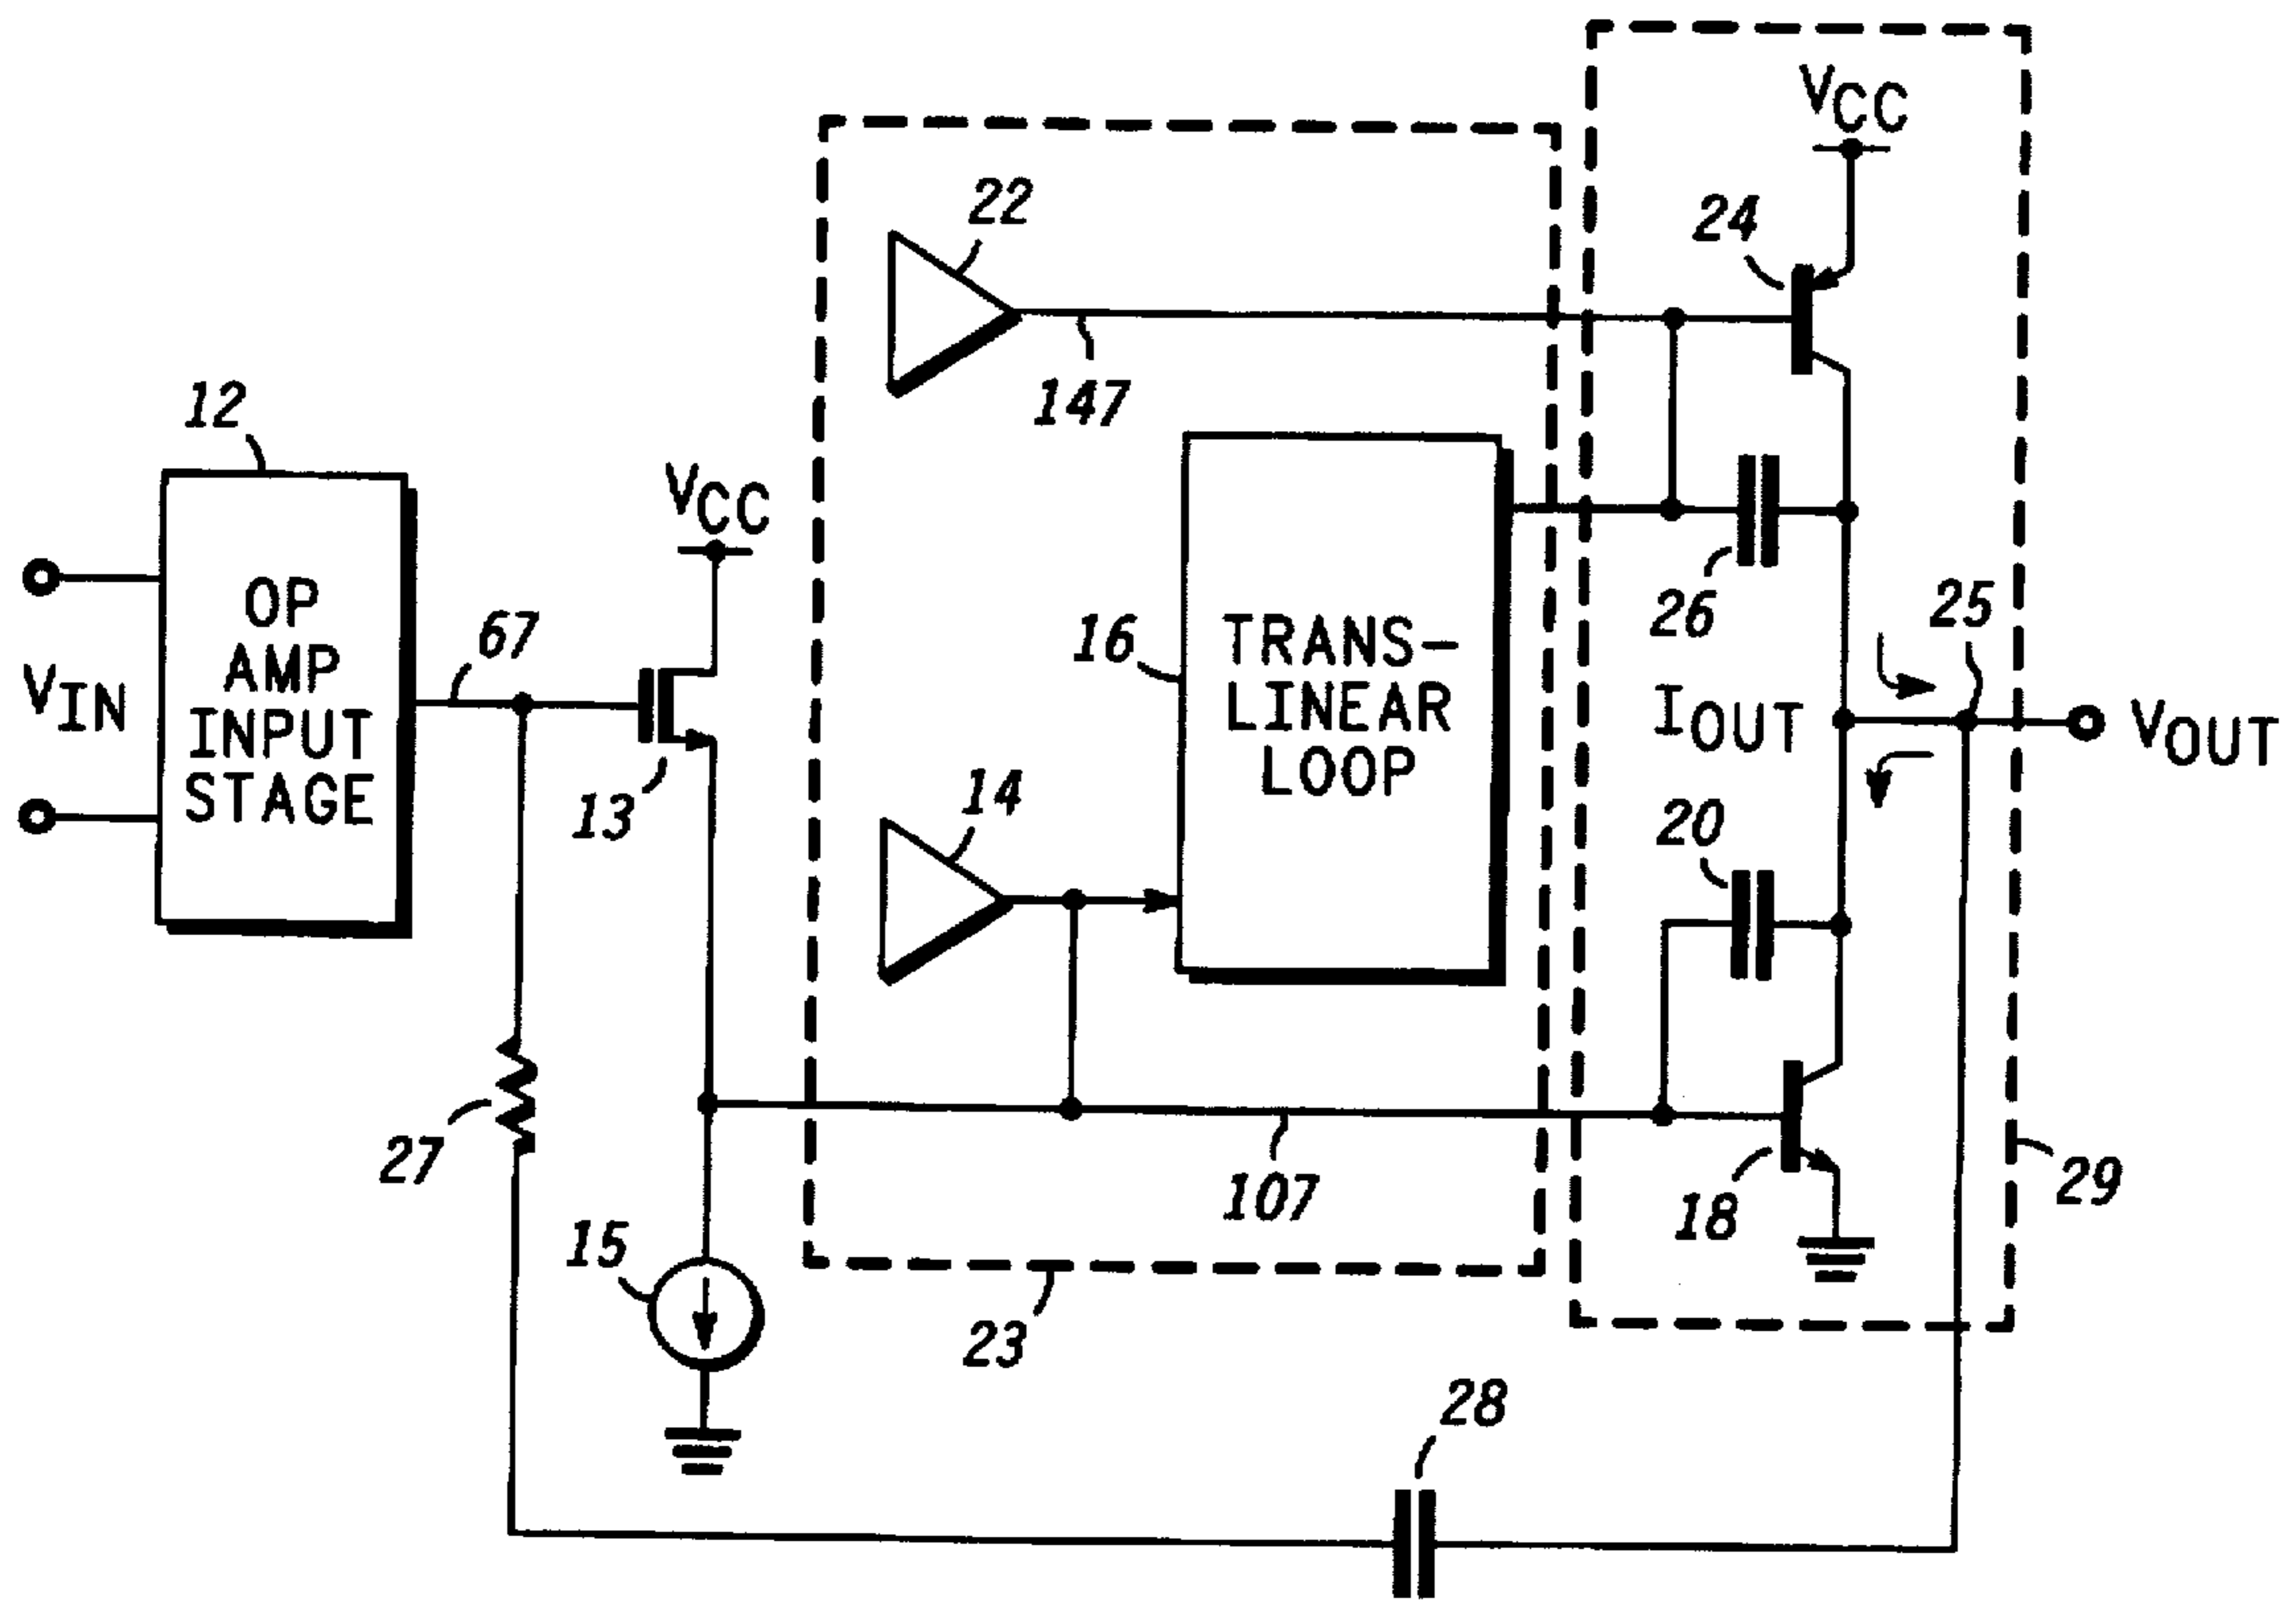 VCC
22
24
147
12
VCC
67
OP
AMP
INPUT
STAGE
VIN
13
16
TRANS-
LINEAR
LOOP
26
25
IOUT
VOUT
14
20
27
107
18
29
15
23
28